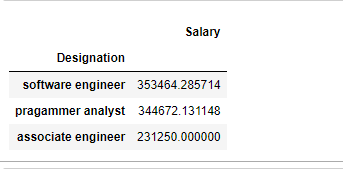 Salary
Designation
software engineer 353464.285714
pragammer analyst 344672.131148
associate engineer 231250.000000